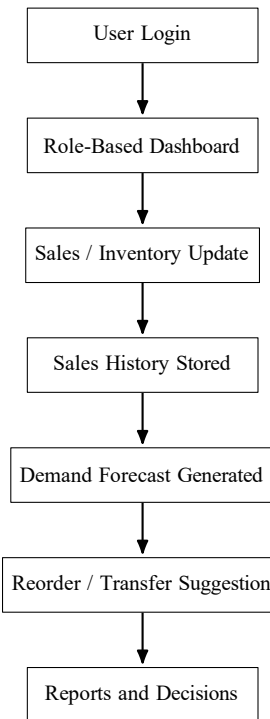 User Login
Role-Based Dashboard
Sales / Inventory Update
Sales History Stored
Demand Forecast Generated
Reorder / Transfer Suggestion
Reports and Decisions